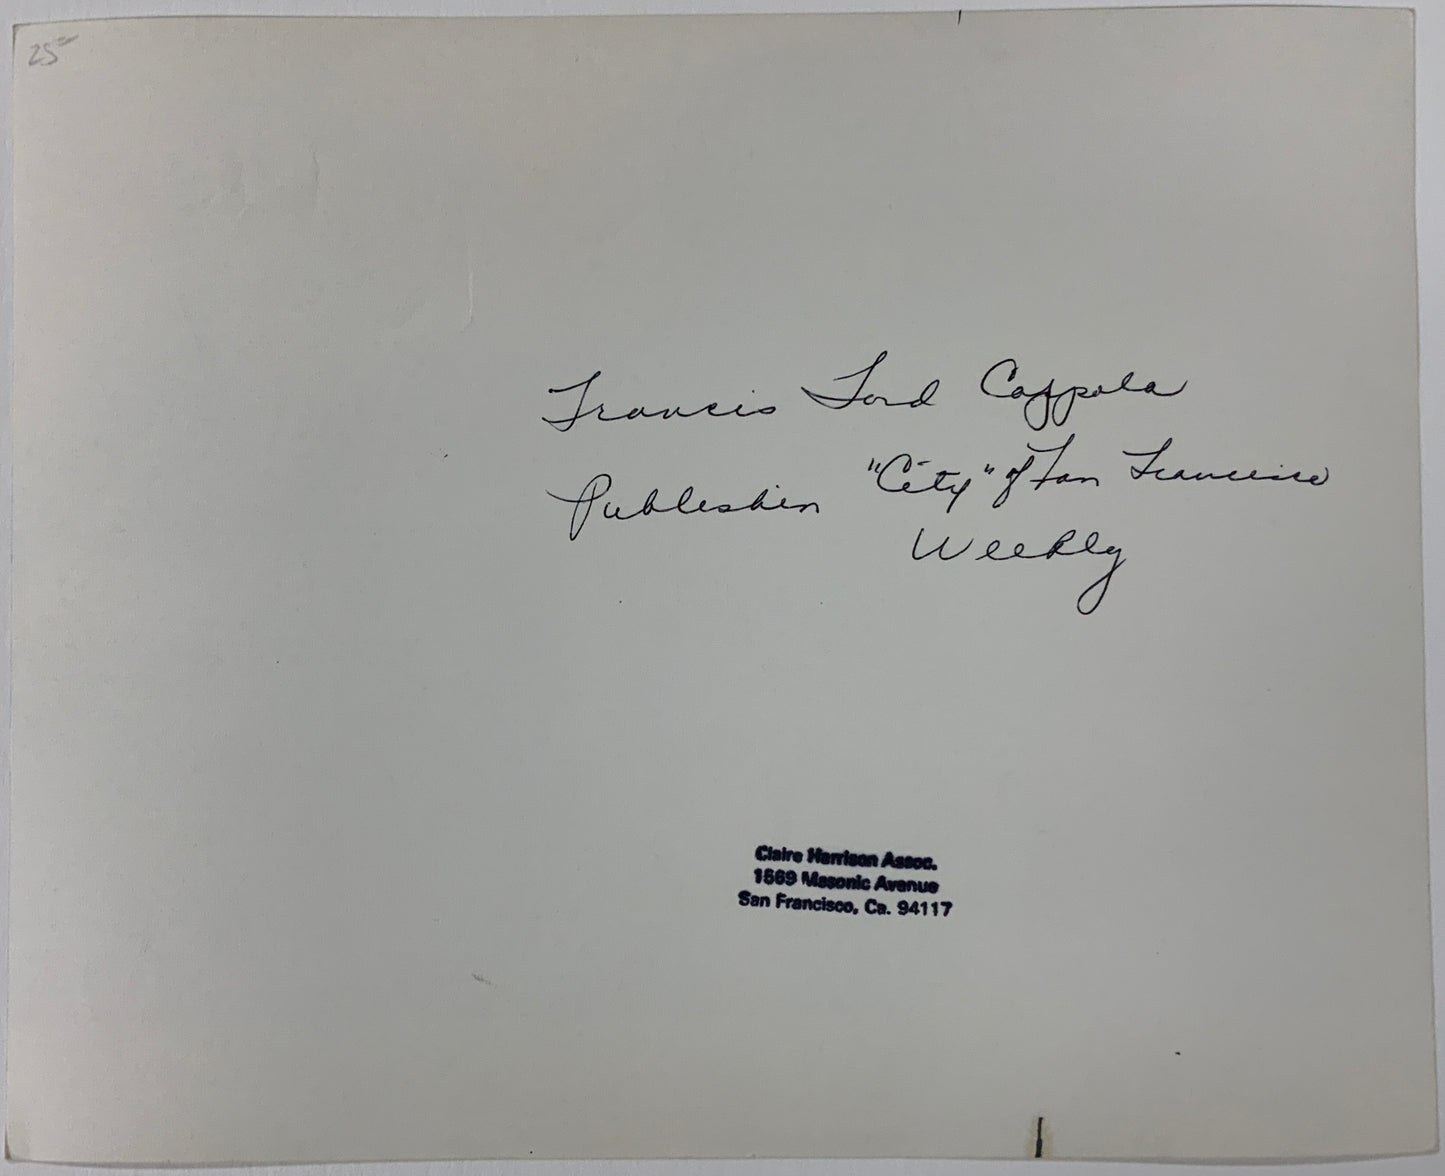 25
Francis Ford Coppola
Publisher "City" of San Francisco
Weekly
Claire Harrison Assoc.
1569 Masonic Avenue
San Francisco, Ca. 94117